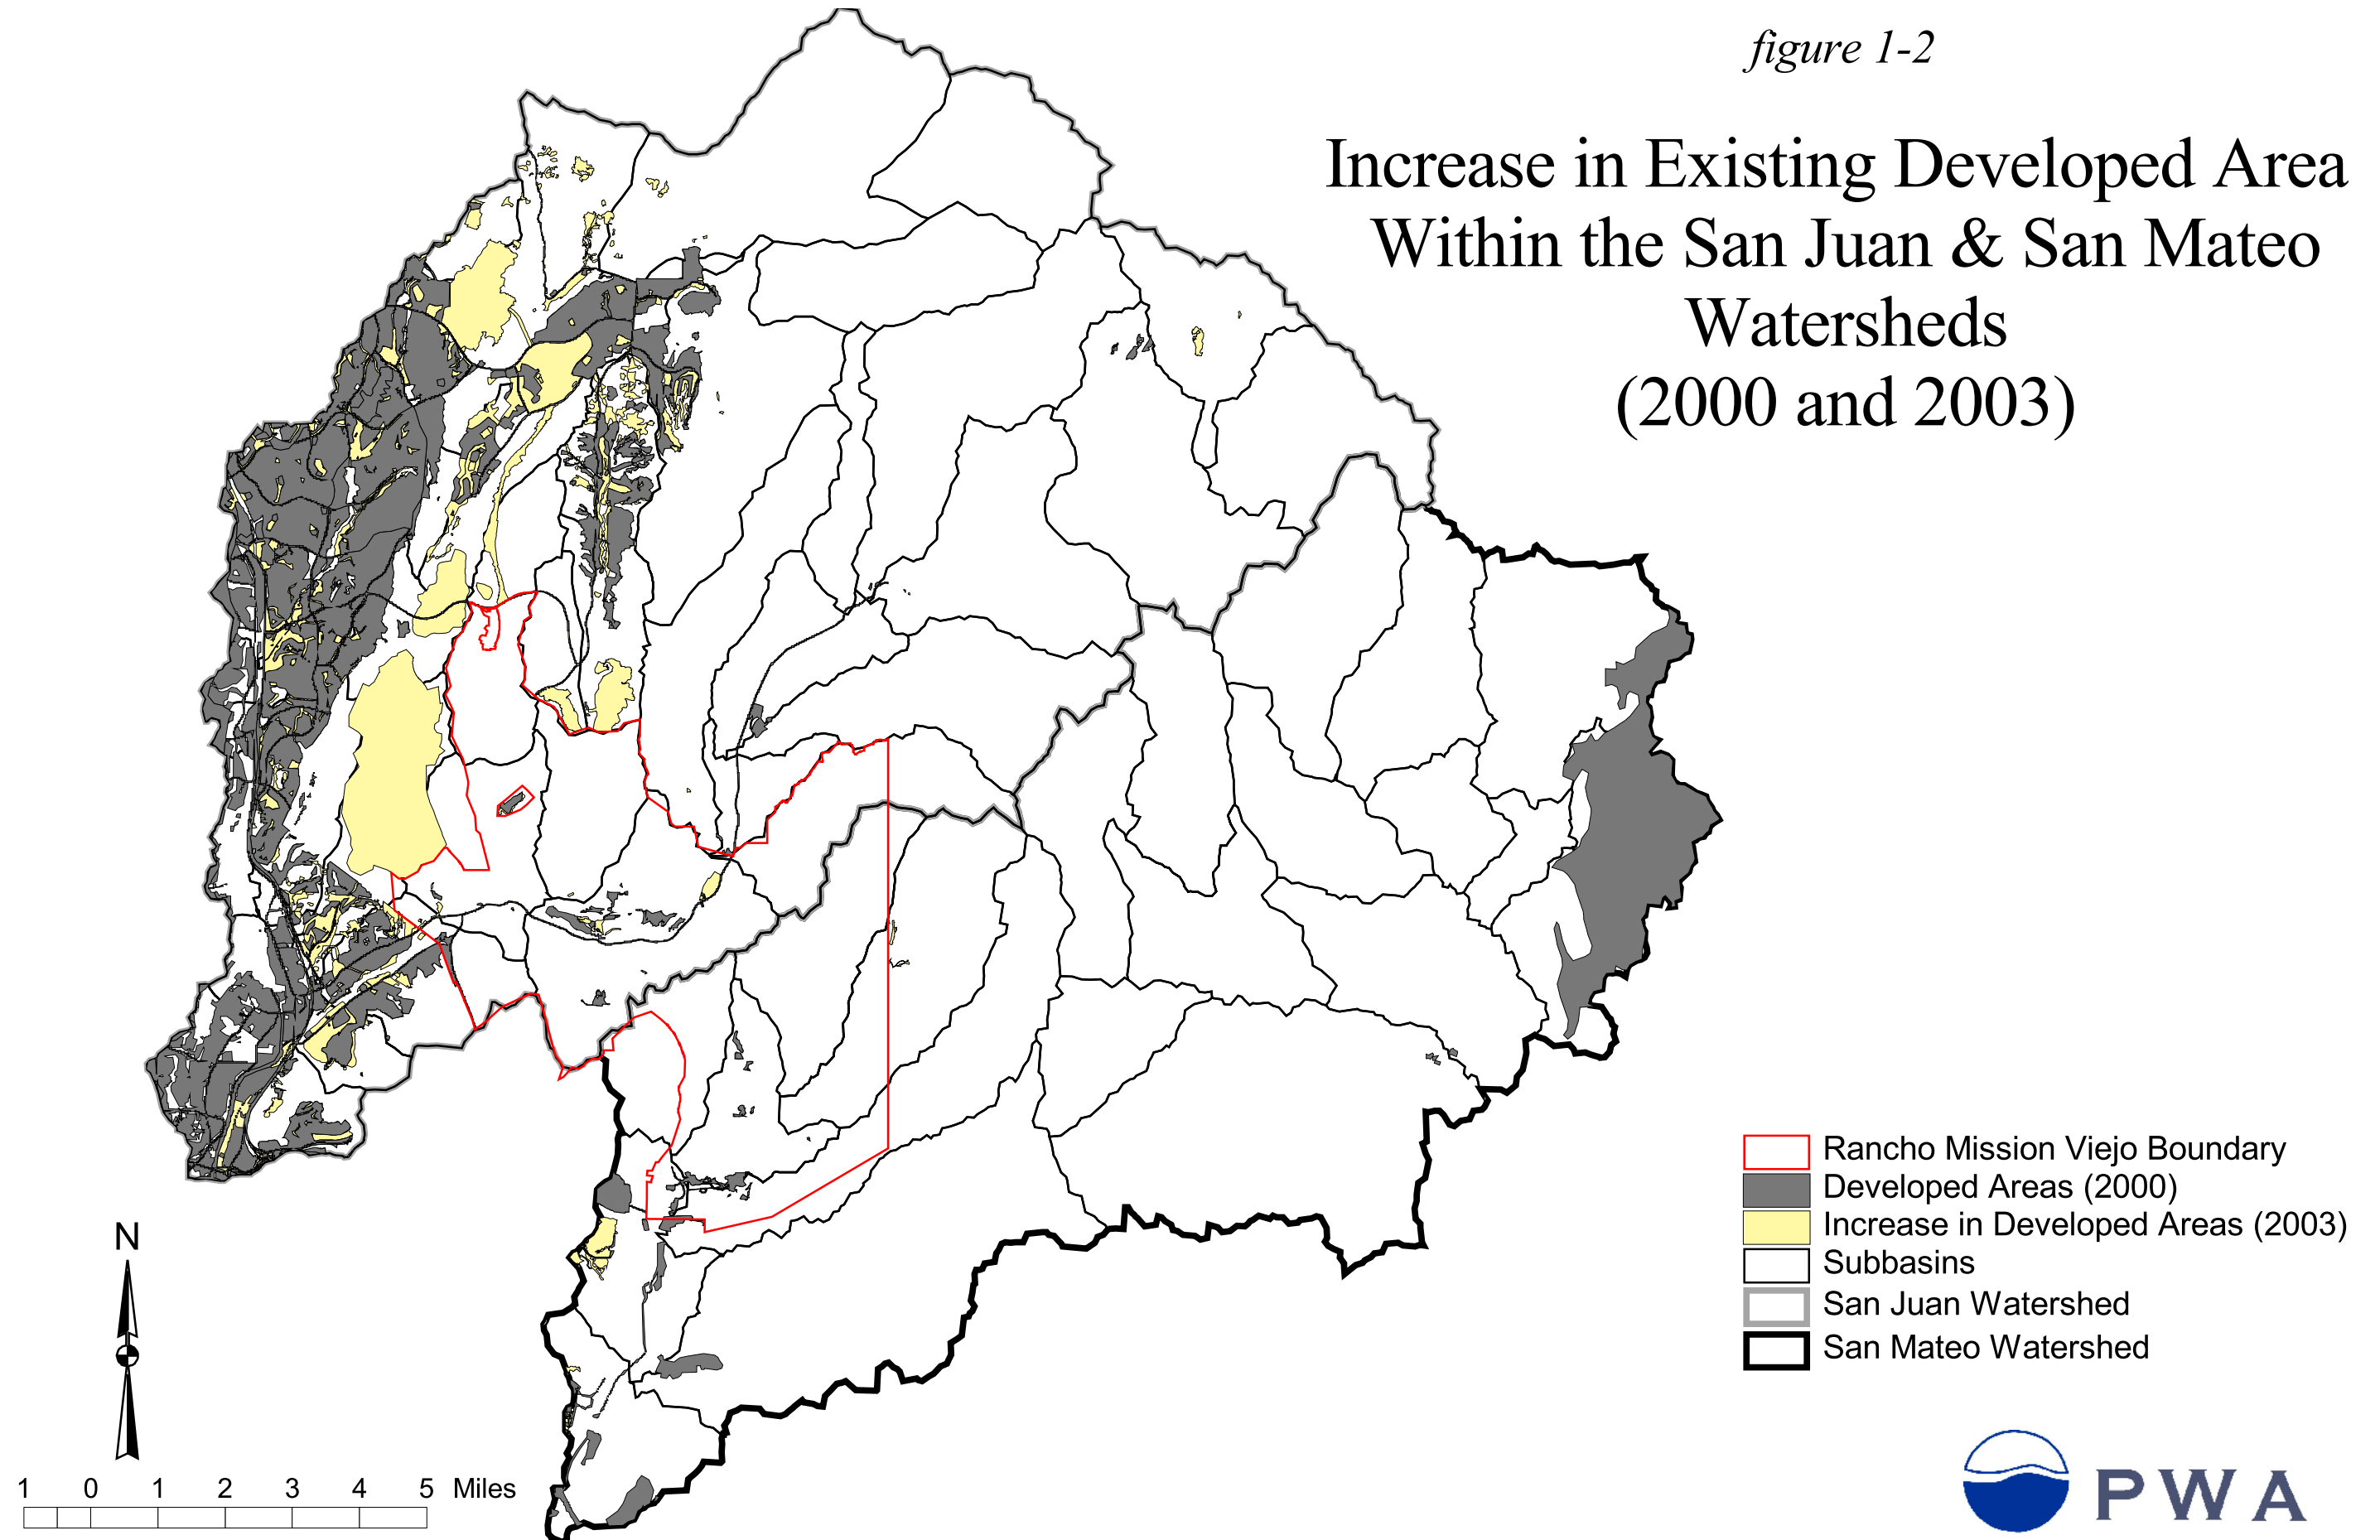 figure 1-2
Increase in Existing Developed Area
Within the San Juan & San Mateo
Watersheds
(2000 and 2003)
Rancho Mission Viejo Boundary
Developed Areas (2000)
Increase in Developed Areas (2003)
Subbasins
San Juan Watershed
San Mateo Watershed
N
1 0 1 2 3 4 5 Miles
PWA